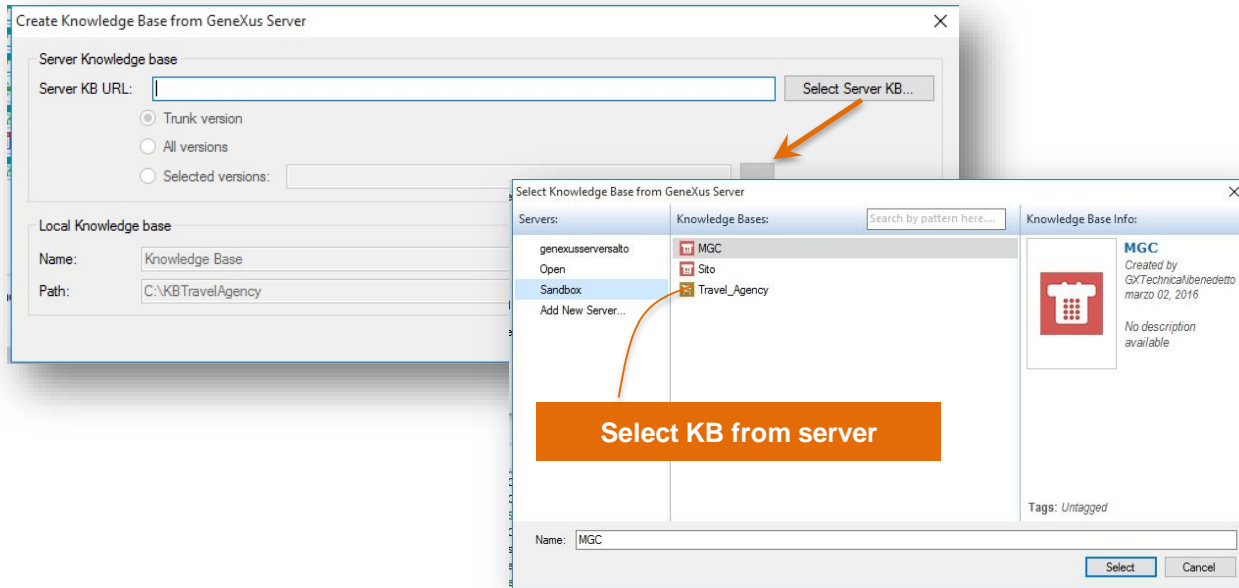 Create Knowledge Base from GeneXus Server
Server Knowledge base
Server KB URL:
Select Server KB...
Trunk version
All versions
Selected versions:
Local Knowledge base
Name: Knowledge Base
Path: C:\KBTravelAgency
Select Knowledge Base from GeneXus Server
Servers:
genexusserversalto
Open
Sandbox
Add New Server...
Knowledge Bases:
Search by pattern here....
MGC
Sito
Travel_Agency
Knowledge Base Info:
MGC
Created by
GXTechnical\lbenedetto
marzo 02, 2016
No description
available
Tags: Untagged
Select KB from server
Name: MGC
Select
Cancel